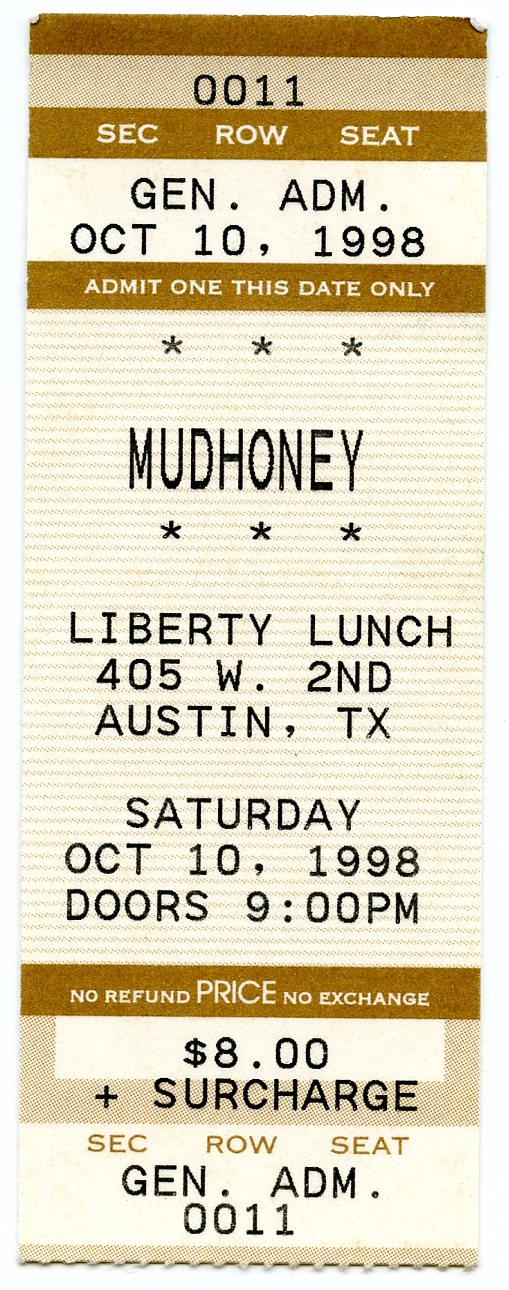 0011
SEC ROW SEAT
GEN. ADM.
OCT 10, 1998
ADMIT ONE THIS DATE ONLY
* * *
MUDHONEY
* * *
LIBERTY LUNCH
405 W. 2ND
AUSTIN, TX
SATURDAY
OCT 10, 1998
DOORS 9:00PM
NO REFUND PRICE NO EXCHANGE
$8.00
+ SURCHARGE
SEC ROW SEAT
GEN. ADM.
0011